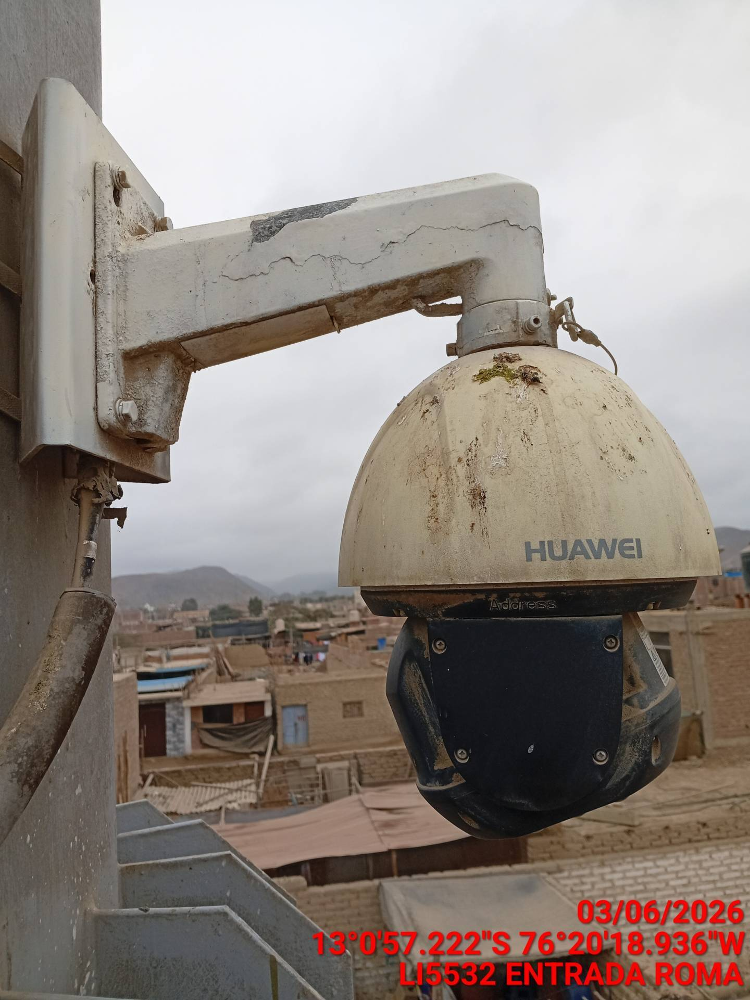 HUAWEI
Address
03/06/2026
13°0'57.222"S 76°20'18.936"W
LI5532 ENTRADA ROMA